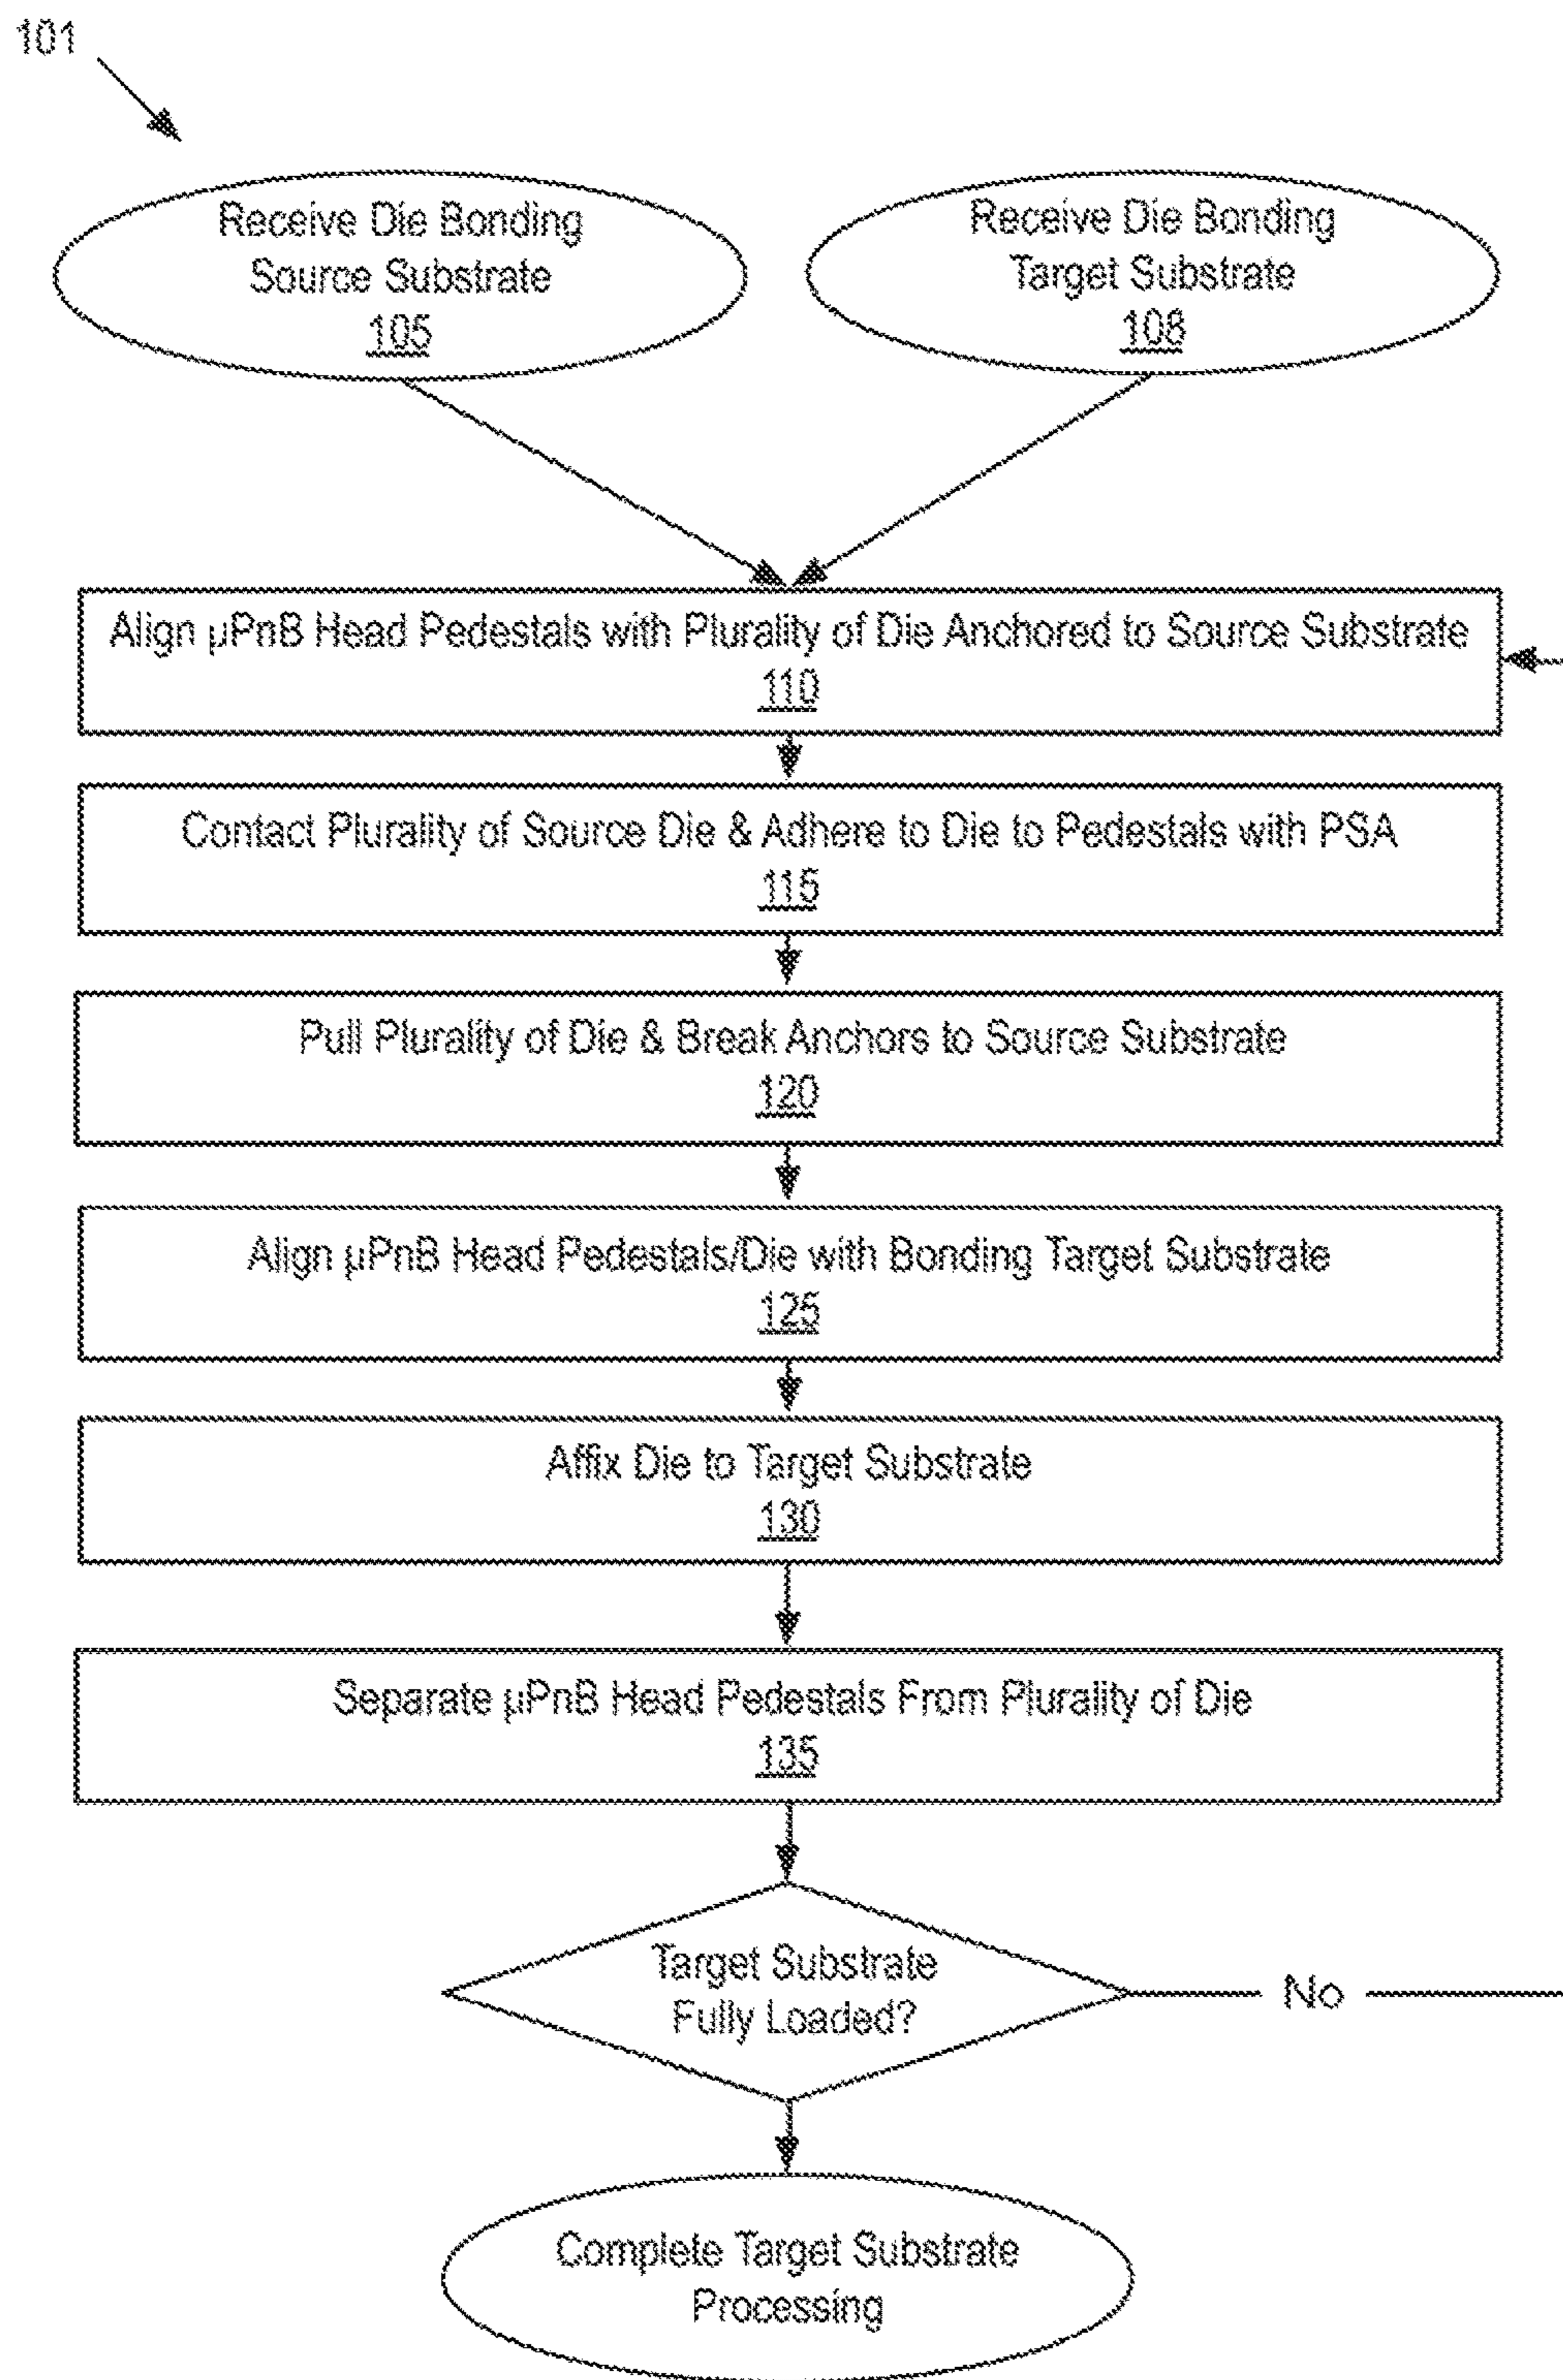 101
Receive Die Bonding
Source Substrate
105
Receive Die Bonding
Target Substrate
108
Align µPnB Head Pedestals with Plurality of Die Anchored to Source Substrate
110
Contact Plurality of Source Die & Adhere to Die to Pedestals with PSA
115
Pull Plurality of Die & Break Anchors to Source Substrate
120
Align µPnB Head Pedestals/Die with Bonding Target Substrate
125
Affix Die to Target Substrate
130
Separate µPnB Head Pedestals From Plurality of Die
135
Target Substrate
Fully Loaded?
No
Complete Target Substrate
Processing